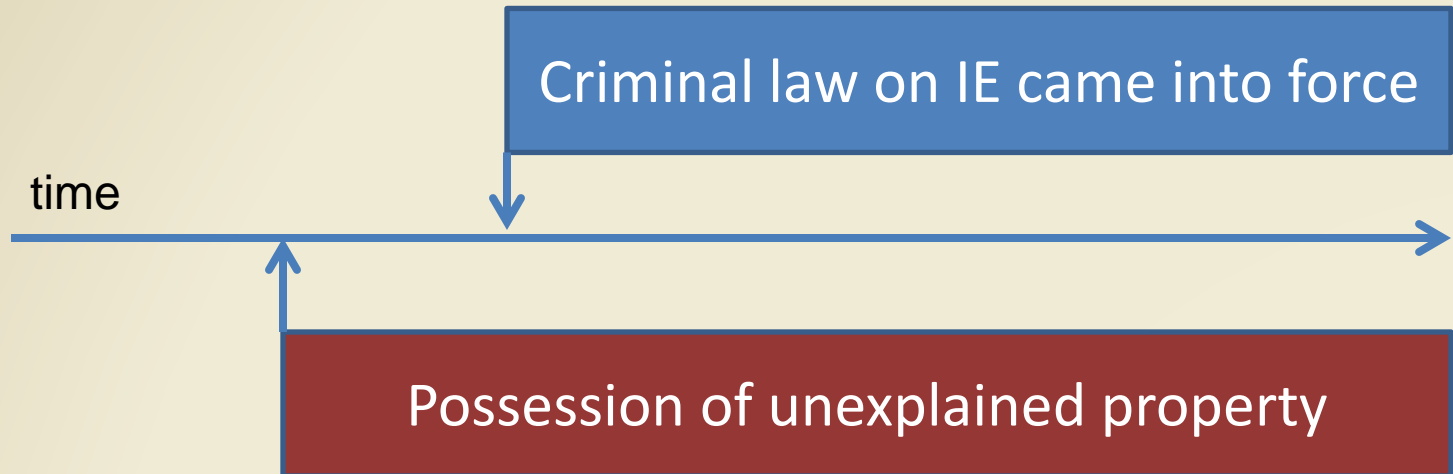 Criminal law on IE came into force
time
Possession of unexplained property